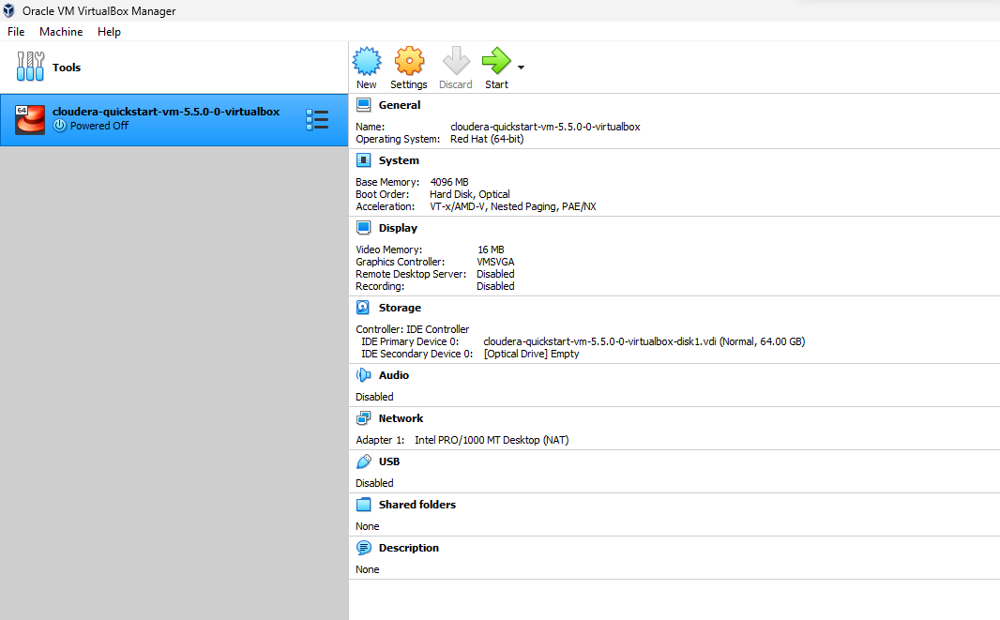 Oracle VM VirtualBox Manager
File Machine Help
Tools
New Settings Discard Start
64
cloudera-quickstart-vm-5.5.0-0-virtualbox
Powered Off
General
Name: cloudera-quickstart-vm-5.5.0-0-virtualbox
Operating System: Red Hat (64-bit)
System
Base Memory: 4096 MB
Boot Order: Hard Disk, Optical
Acceleration: VT-x/AMD-V, Nested Paging, PAE/NX
Display
Video Memory: 16 MB
Graphics Controller: VMSVGA
Remote Desktop Server: Disabled
Recording: Disabled
Storage
Controller: IDE Controller
IDE Primary Device 0: cloudera-quickstart-vm-5.5.0-0-virtualbox-disk1.vdi (Normal, 64.00 GB)
IDE Secondary Device 0: [Optical Drive] Empty
Audio
Disabled
Network
Adapter 1: Intel PRO/1000 MT Desktop (NAT)
USB
Disabled
Shared folders
None
Description
None